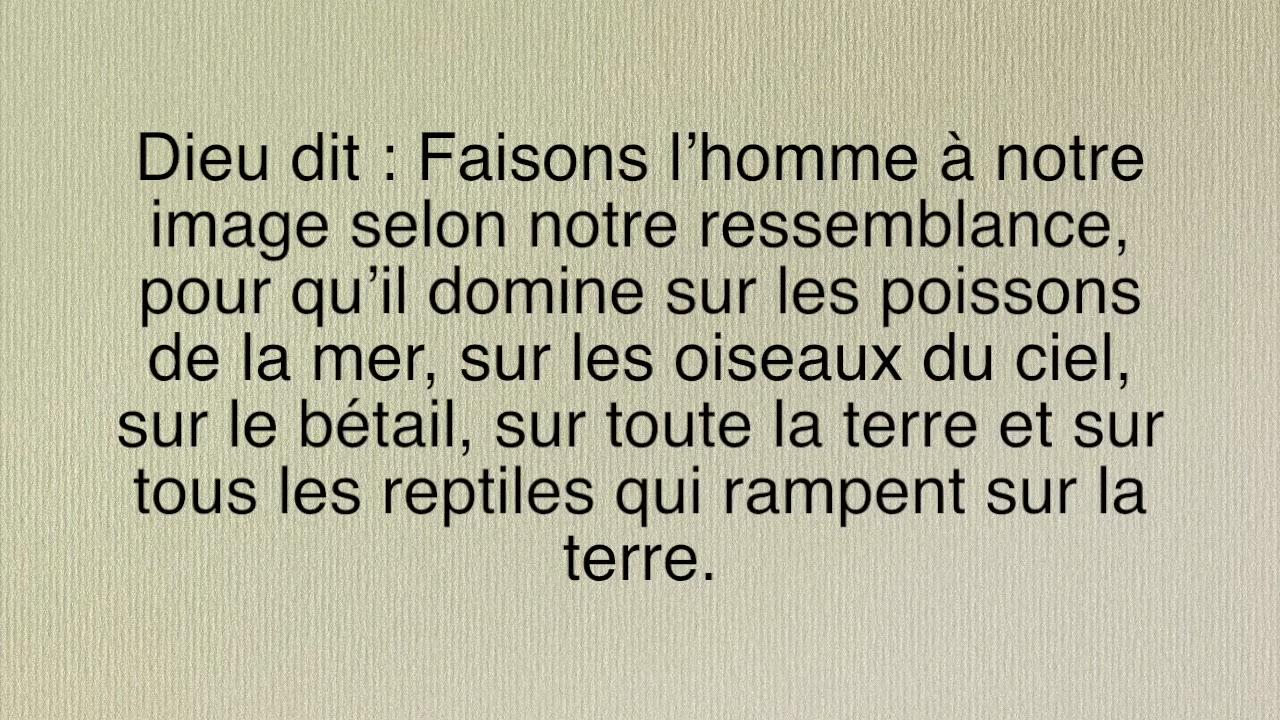 Dieu dit : Faisons l’homme à notre
image selon notre ressemblance,
pour qu’il domine sur les poissons
de la mer, sur les oiseaux du ciel,
sur le bétail, sur toute la terre et sur
tous les reptiles qui rampent sur la
terre.